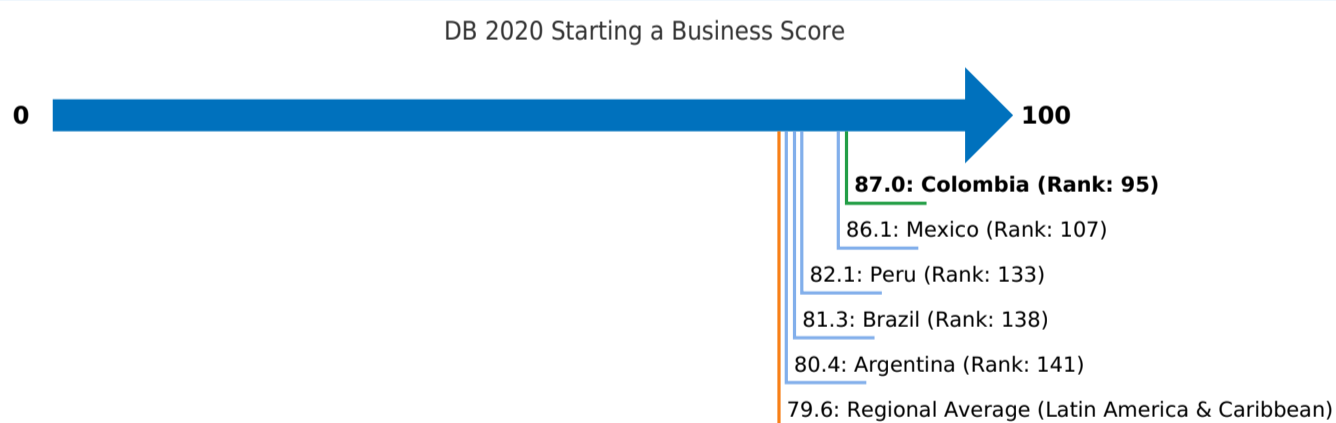 DB 2020 Starting a Business Score
0
100
87.0: Colombia (Rank: 95)
86.1: Mexico (Rank: 107)
82.1: Peru (Rank: 133)
81.3: Brazil (Rank: 138)
80.4: Argentina (Rank: 141)
79.6: Regional Average (Latin America & Caribbean)